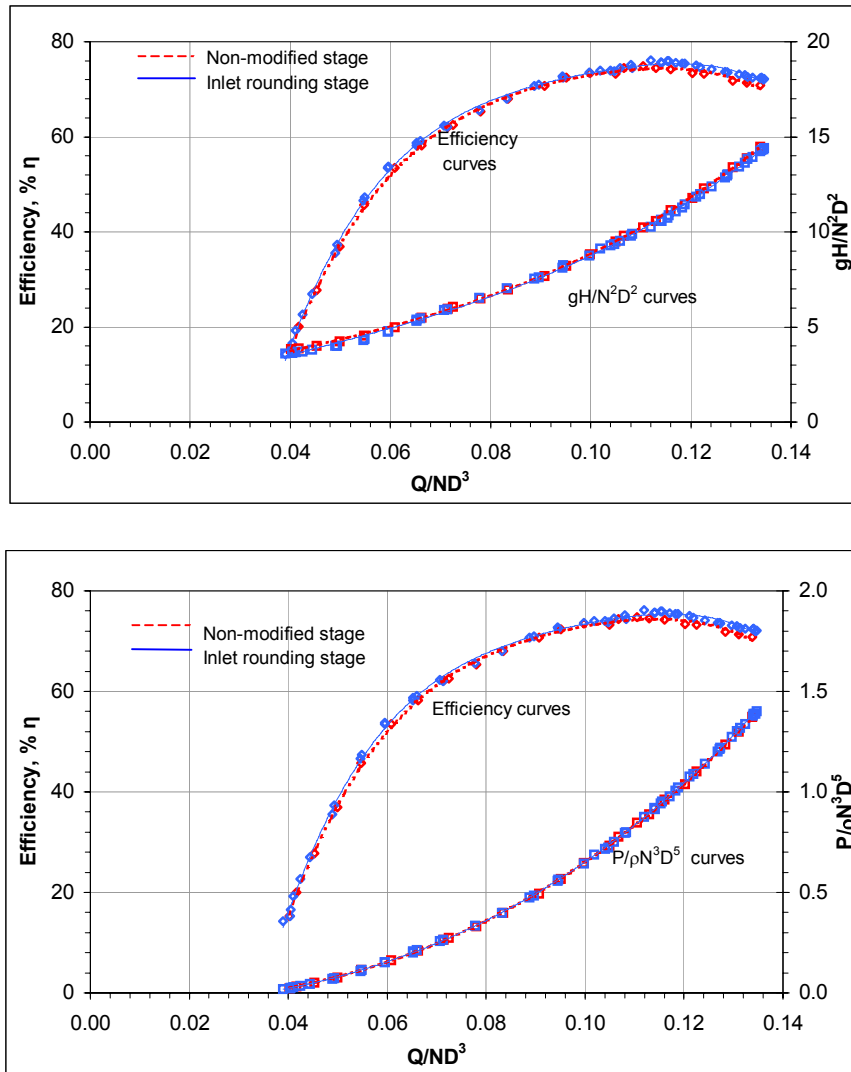 80
60
40
20
0
Efficiency, % η
Non-modified stage
Inlet rounding stage
Efficiency
curves
gH/N²D² curves
20
15
10
5
0
gH/N²D²
0.00 0.02 0.04 0.06 0.08 0.10 0.12 0.14
Q/ND³
80
60
40
20
0
Efficiency, % η
Non-modified stage
Inlet rounding stage
Efficiency curves
P/ρN³D⁵ curves
2.0
1.5
1.0
0.5
0.0
P/ρN³D⁵
0.00 0.02 0.04 0.06 0.08 0.10 0.12 0.14
Q/ND³